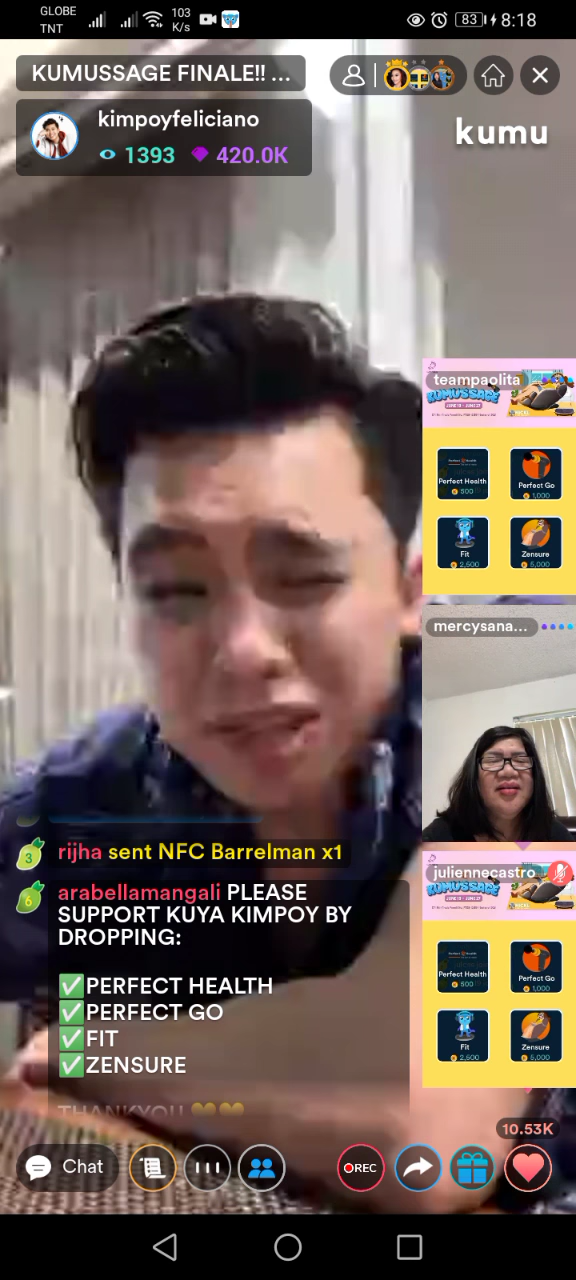 GLOBE
TNT
103
K/s
83
8:18
KUMUSSAGE FINALE!! ...
kimpoyfeliciano
1393
420.0K
kumu
teampaolita
KUMUSSAGE
Perfect Health
500
Perfect Go
1,000
Fit
2,500
Zensure
5,000
mercysana...
3
rijha sent NFC Barrelman x1
6
arabellamangali PLEASE
SUPPORT KUYA KIMPOY BY
DROPPING:
✅PERFECT HEALTH
✅PERFECT GO
✅FIT
✅ZENSURE
THANKYOU 💛💛
juliennecastro
KUMUSSAGE
Perfect Health
500
Perfect Go
1,000
Fit
2,500
Zensure
5,000
10.53K
Chat
REC